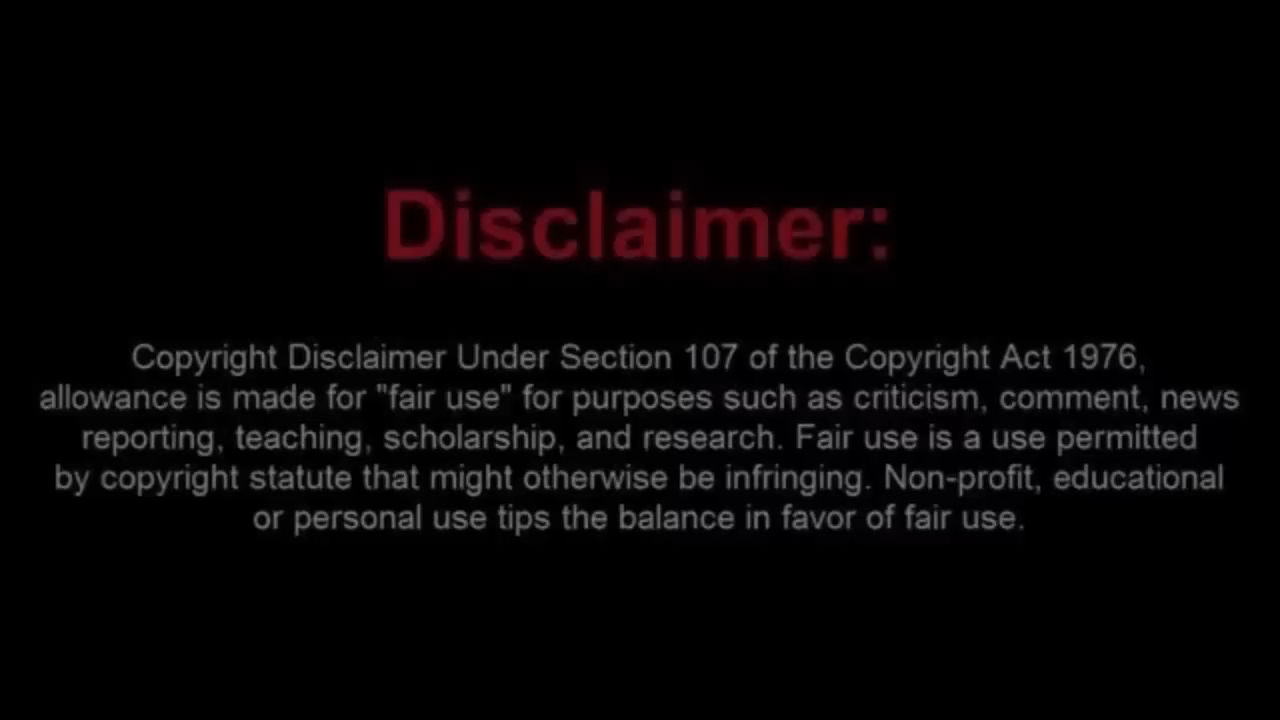 Disclaimer:
Copyright Disclaimer Under Section 107 of the Copyright Act 1976,
allowance is made for "fair use" for purposes such as criticism, comment, news
reporting, teaching, scholarship, and research. Fair use is a use permitted
by copyright statute that might otherwise be infringing. Non-profit, educational
or personal use tips the balance in favor of fair use.